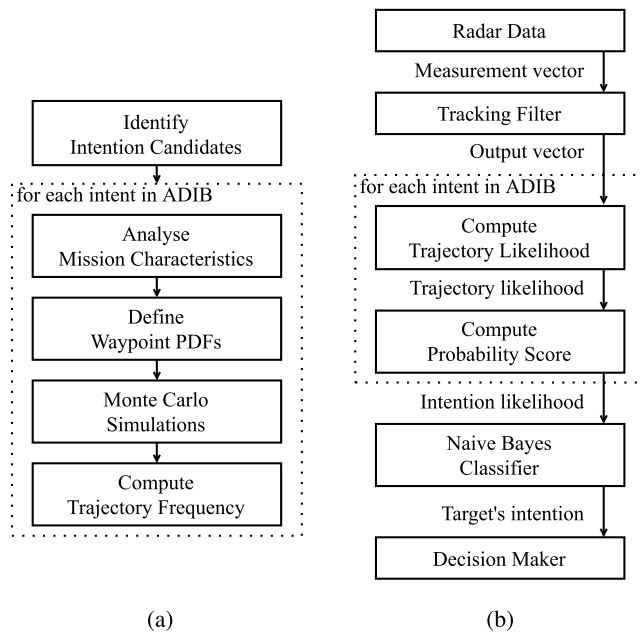 Identify
Intention Candidates
for each intent in ADIB
Analyse
Mission Characteristics
Define
Waypoint PDFs
Monte Carlo
Simulations
Compute
Trajectory Frequency
(a)
Radar Data
Measurement vector
Tracking Filter
Output vector
for each intent in ADIB
Compute
Trajectory Likelihood
Trajectory likelihood
Compute
Probability Score
Intention likelihood
Naive Bayes
Classifier
Target's intention
Decision Maker
(b)